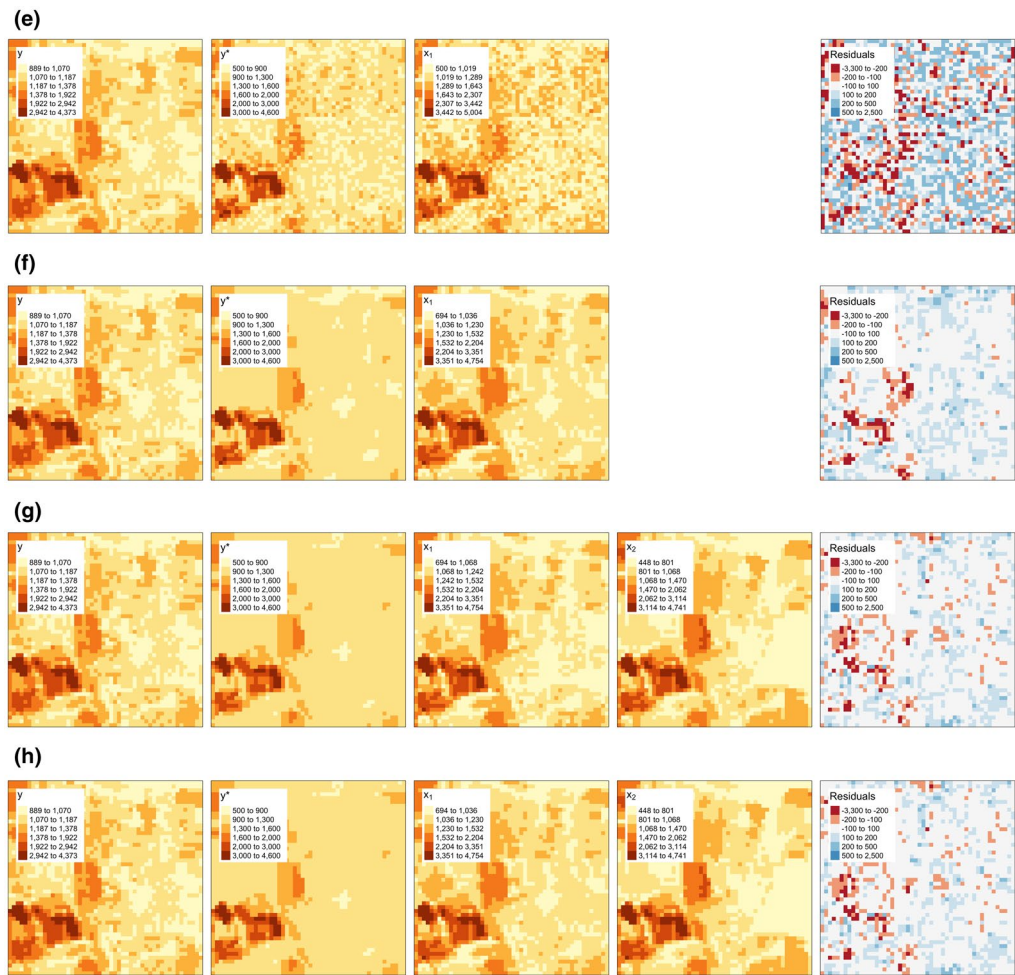 (e)
y
889 to 1,070
1,070 to 1,187
1,187 to 1,378
1,378 to 1,922
1,922 to 2,942
2,942 to 4,373
y*
500 to 900
900 to 1,300
1,300 to 1,600
1,600 to 2,000
2,000 to 3,000
3,000 to 4,600
x₁
500 to 1,019
1,019 to 1,289
1,289 to 1,643
1,643 to 2,307
2,307 to 3,442
3,442 to 5,004
Residuals
-3,300 to -200
-200 to -100
-100 to 100
100 to 200
200 to 500
500 to 2,500
(f)
y
889 to 1,070
1,070 to 1,187
1,187 to 1,378
1,378 to 1,922
1,922 to 2,942
2,942 to 4,373
y*
500 to 900
900 to 1,300
1,300 to 1,600
1,600 to 2,000
2,000 to 3,000
3,000 to 4,600
x₁
694 to 1,036
1,036 to 1,230
1,230 to 1,532
1,532 to 2,204
2,204 to 3,351
3,351 to 4,754
Residuals
-3,300 to -200
-200 to -100
-100 to 100
100 to 200
200 to 500
500 to 2,500
(g)
y
889 to 1,070
1,070 to 1,187
1,187 to 1,378
1,378 to 1,922
1,922 to 2,942
2,942 to 4,373
y*
500 to 900
900 to 1,300
1,300 to 1,600
1,600 to 2,000
2,000 to 3,000
3,000 to 4,600
x₁
694 to 1,068
1,068 to 1,242
1,242 to 1,532
1,532 to 2,204
2,204 to 3,351
3,351 to 4,754
x₂
448 to 801
801 to 1,068
1,068 to 1,470
1,470 to 2,062
2,062 to 3,114
3,114 to 4,741
Residuals
-3,300 to -200
-200 to -100
-100 to 100
100 to 200
200 to 500
500 to 2,500
(h)
y
889 to 1,070
1,070 to 1,187
1,187 to 1,378
1,378 to 1,922
1,922 to 2,942
2,942 to 4,373
y*
500 to 900
900 to 1,300
1,300 to 1,600
1,600 to 2,000
2,000 to 3,000
3,000 to 4,600
x₁
694 to 1,036
1,036 to 1,230
1,230 to 1,532
1,532 to 2,204
2,204 to 3,351
3,351 to 4,754
x₂
448 to 801
801 to 1,068
1,068 to 1,470
1,470 to 2,062
2,062 to 3,114
3,114 to 4,741
Residuals
-3,300 to -200
-200 to -100
-100 to 100
100 to 200
200 to 500
500 to 2,500